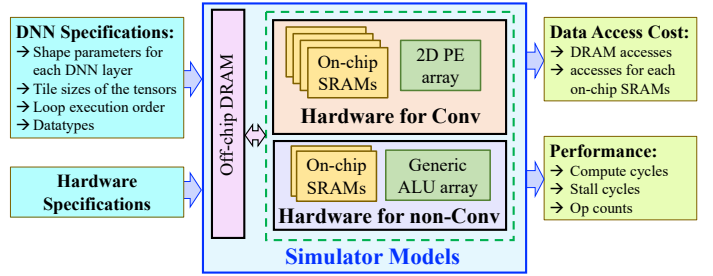 DNN Specifications:
→ Shape parameters for
each DNN layer
→ Tile sizes of the tensors
→ Loop execution order
→ Datatypes
Hardware
Specifications
Off-chip DRAM
On-chip
SRAMs
2D PE
array
Hardware for Conv
On-chip
SRAMs
Generic
ALU array
Hardware for non-Conv
Simulator Models
Data Access Cost:
→ DRAM accesses
→ accesses for each
on-chip SRAMs
Performance:
→ Compute cycles
→ Stall cycles
→ Op counts